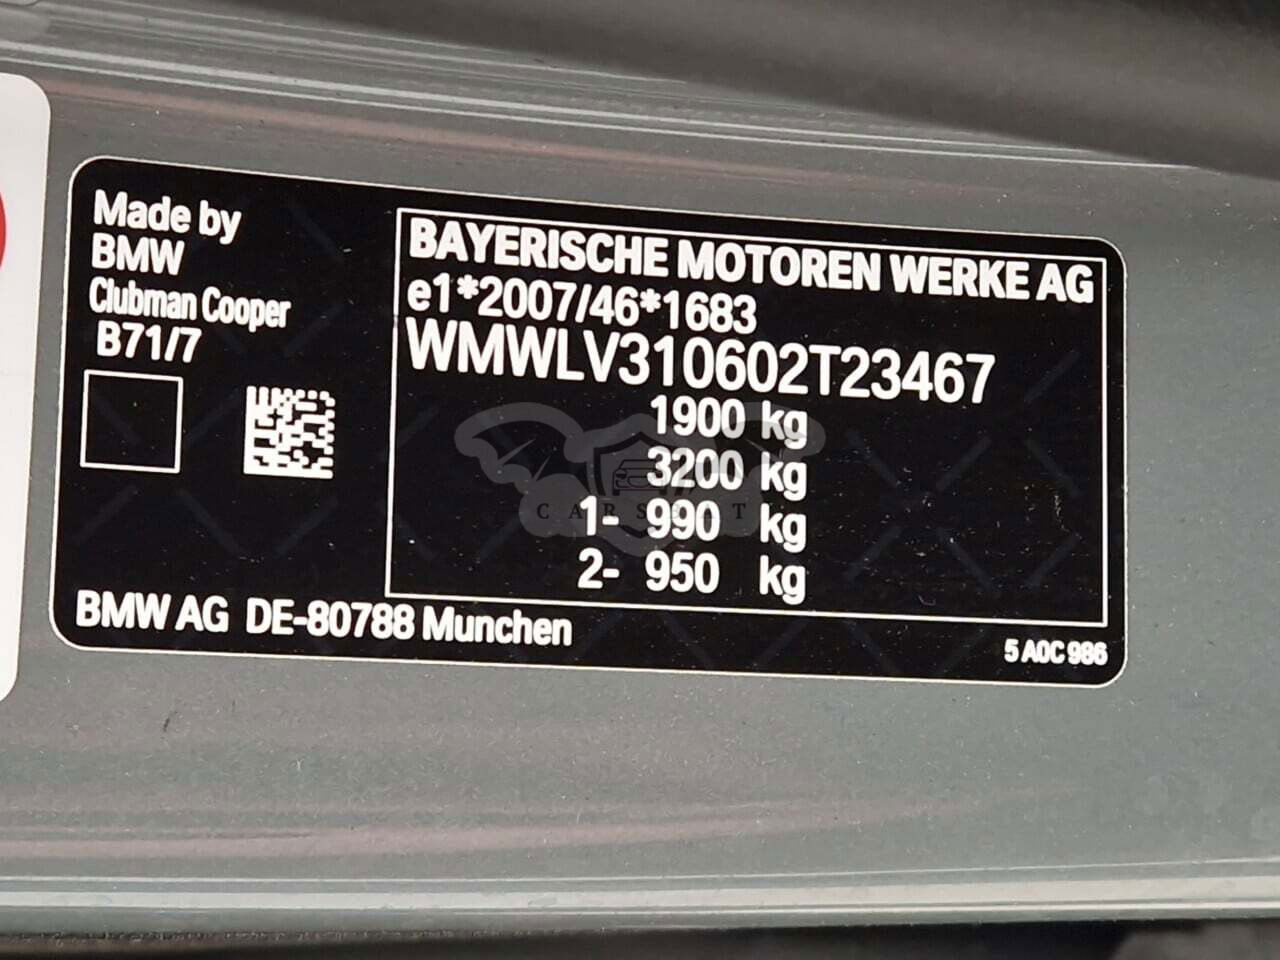 Made by
BMW
Clubman Cooper
B71/7
BAYERISCHE MOTOREN WERKE AG
e1*2007/46*1683
WMWLV310602T23467
1900 kg
3200 kg
1- 990 kg
2- 950 kg
CARSEAT
BMW AG DE-80788 Munchen
5 A0C 986